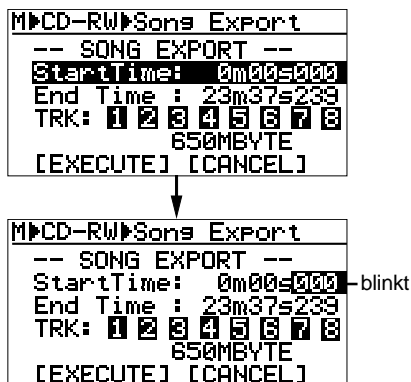 M▶CD-RW▶Song Export
-- SONG EXPORT --
StartTime: 0m00s000
End Time : 23m37s239
TRK: 1 2 3 4 5 6 7 8
650MBYTE
[EXECUTE] [CANCEL]
M▶CD-RW▶Song Export
-- SONG EXPORT --
StartTime: 0m00s000 blinkt
End Time : 23m37s239
TRK: 1 2 3 4 5 6 7 8
650MBYTE
[EXECUTE] [CANCEL]